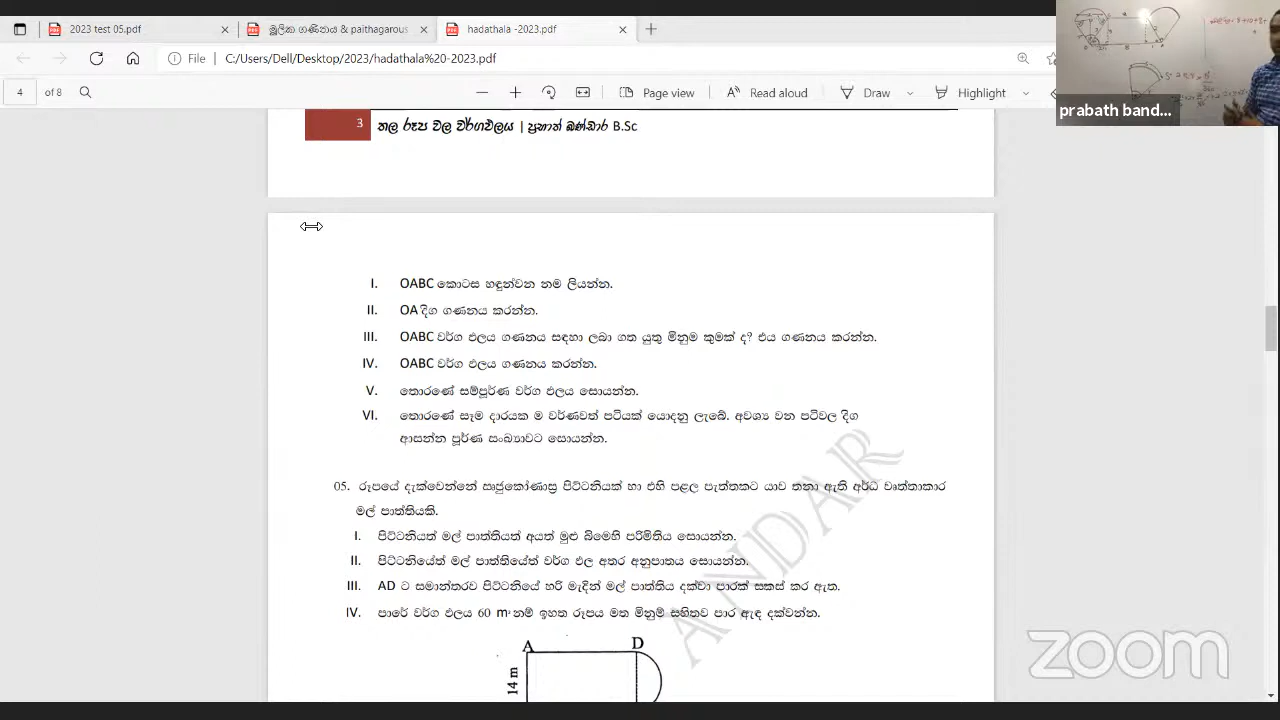 2023 test 05.pdf
මූලික ගණිතය & paithagarous
hadathala -2023.pdf
File C:/Users/Dell/Desktop/2023/hadathala%20-2023.pdf
4 of 8
Page view
Read aloud
Draw
Highlight
prabath band...
3 තල රූප වල වර්ගඵලය | ප්‍රභාත් බණ්ඩාර B.Sc
I. OABC කොටස හඳුන්වන නම ලියන්න.
II. OA දිග ගණනය කරන්න.
III. OABC වර්ග ඵලය ගණනය සඳහා ලබා ගත යුතු මිනුම කුමක් ද? එය ගණනය කරන්න.
IV. OABC වර්ග ඵලය ගණනය කරන්න.
V. තොරණේ සම්පූර්ණ වර්ග ඵලය සොයන්න.
VI. තොරණේ සෑම දාරයක ම වර්ණවත් පටියක් යොදනු ලැබේ. අවශ්‍ය වන පටිවල දිග
ආසන්න පූර්ණ සංඛ්‍යාවට සොයන්න.
05. රූපයේ දැක්වෙන්නේ සෘජුකෝණාස්‍ර පිට්ටනියක් හා එහි පළල පැත්තකට යාව තනා ඇති අර්ධ වෘත්තාකාර
මල් පාත්තියකි.
I. පිට්ටනියත් මල් පාත්තියත් අයත් මුළු බිමෙහි පරිමිතිය සොයන්න.
II. පිට්ටනියේත් මල් පාත්තියේත් වර්ග ඵල අතර අනුපාතය සොයන්න.
III. AD ට සමාන්තරව පිට්ටනියේ හරි මැදින් මල් පාත්තිය දක්වා පාරක් සකස් කර ඇත.
IV. පාරේ වර්ග ඵලය 60 m² නම් ඉහත රූපය මත මිනුම් සහිතව පාර ඇඳ දක්වන්න.
A D
14 m
ANDAR
zoom